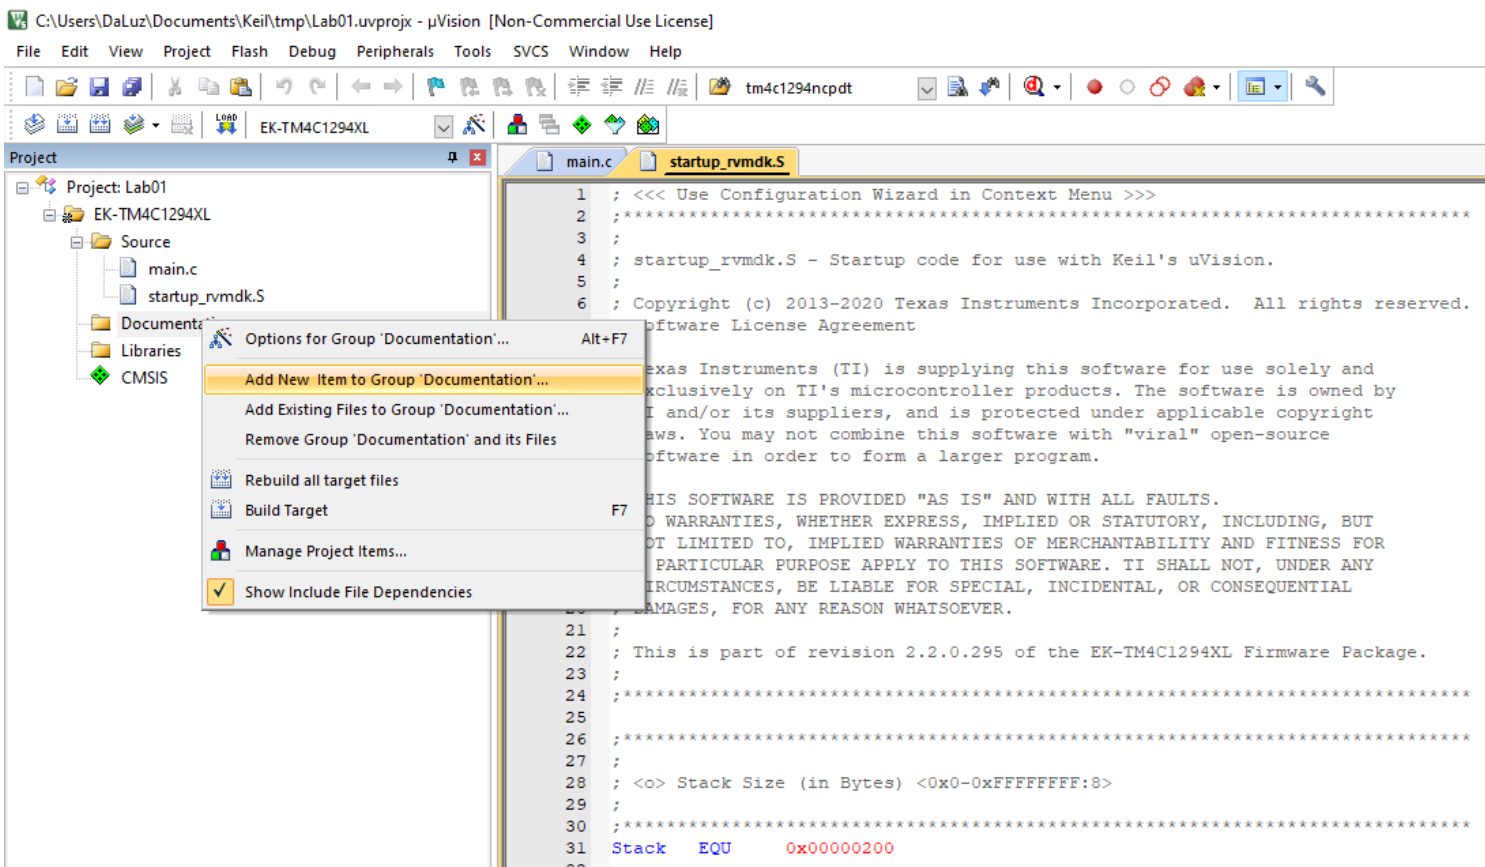 C:\Users\DaLuz\Documents\Keil\tmp\Lab01.uvprojx - µVision  [Non-Commercial Use License]
File Edit View Project Flash Debug Peripherals Tools SVCS Window Help
tm4c1294ncpdt
LOAD EK-TM4C1294XL
Project
Project: Lab01
EK-TM4C1294XL
Source
main.c
startup_rvmdk.S
Documenta
Libraries
CMSIS
Options for Group 'Documentation'... Alt+F7
Add New  Item to Group 'Documentation'...
Add Existing Files to Group 'Documentation'...
Remove Group 'Documentation' and its Files
Rebuild all target files
Build Target F7
Manage Project Items...
Show Include File Dependencies
main.c startup_rvmdk.S
1 ; <<< Use Configuration Wizard in Context Menu >>>
2 ;******************************************************************************
3 ;
4 ; startup_rvmdk.S - Startup code for use with Keil's uVision.
5 ;
6 ; Copyright (c) 2013-2020 Texas Instruments Incorporated.  All rights reserved.
oftware License Agreement
exas Instruments (TI) is supplying this software for use solely and
xclusively on TI's microcontroller products. The software is owned by
I and/or its suppliers, and is protected under applicable copyright
aws. You may not combine this software with "viral" open-source
oftware in order to form a larger program.
HIS SOFTWARE IS PROVIDED "AS IS" AND WITH ALL FAULTS.
O WARRANTIES, WHETHER EXPRESS, IMPLIED OR STATUTORY, INCLUDING, BUT
OT LIMITED TO, IMPLIED WARRANTIES OF MERCHANTABILITY AND FITNESS FOR
PARTICULAR PURPOSE APPLY TO THIS SOFTWARE. TI SHALL NOT, UNDER ANY
IRCUMSTANCES, BE LIABLE FOR SPECIAL, INCIDENTAL, OR CONSEQUENTIAL
20 ; DAMAGES, FOR ANY REASON WHATSOEVER.
21 ;
22 ; This is part of revision 2.2.0.295 of the EK-TM4C1294XL Firmware Package.
23 ;
24 ;******************************************************************************
25
26 ;******************************************************************************
27 ;
28 ; <o> Stack Size (in Bytes) <0x0-0xFFFFFFFF:8>
29 ;
30 ;******************************************************************************
31 Stack   EQU     0x00000200